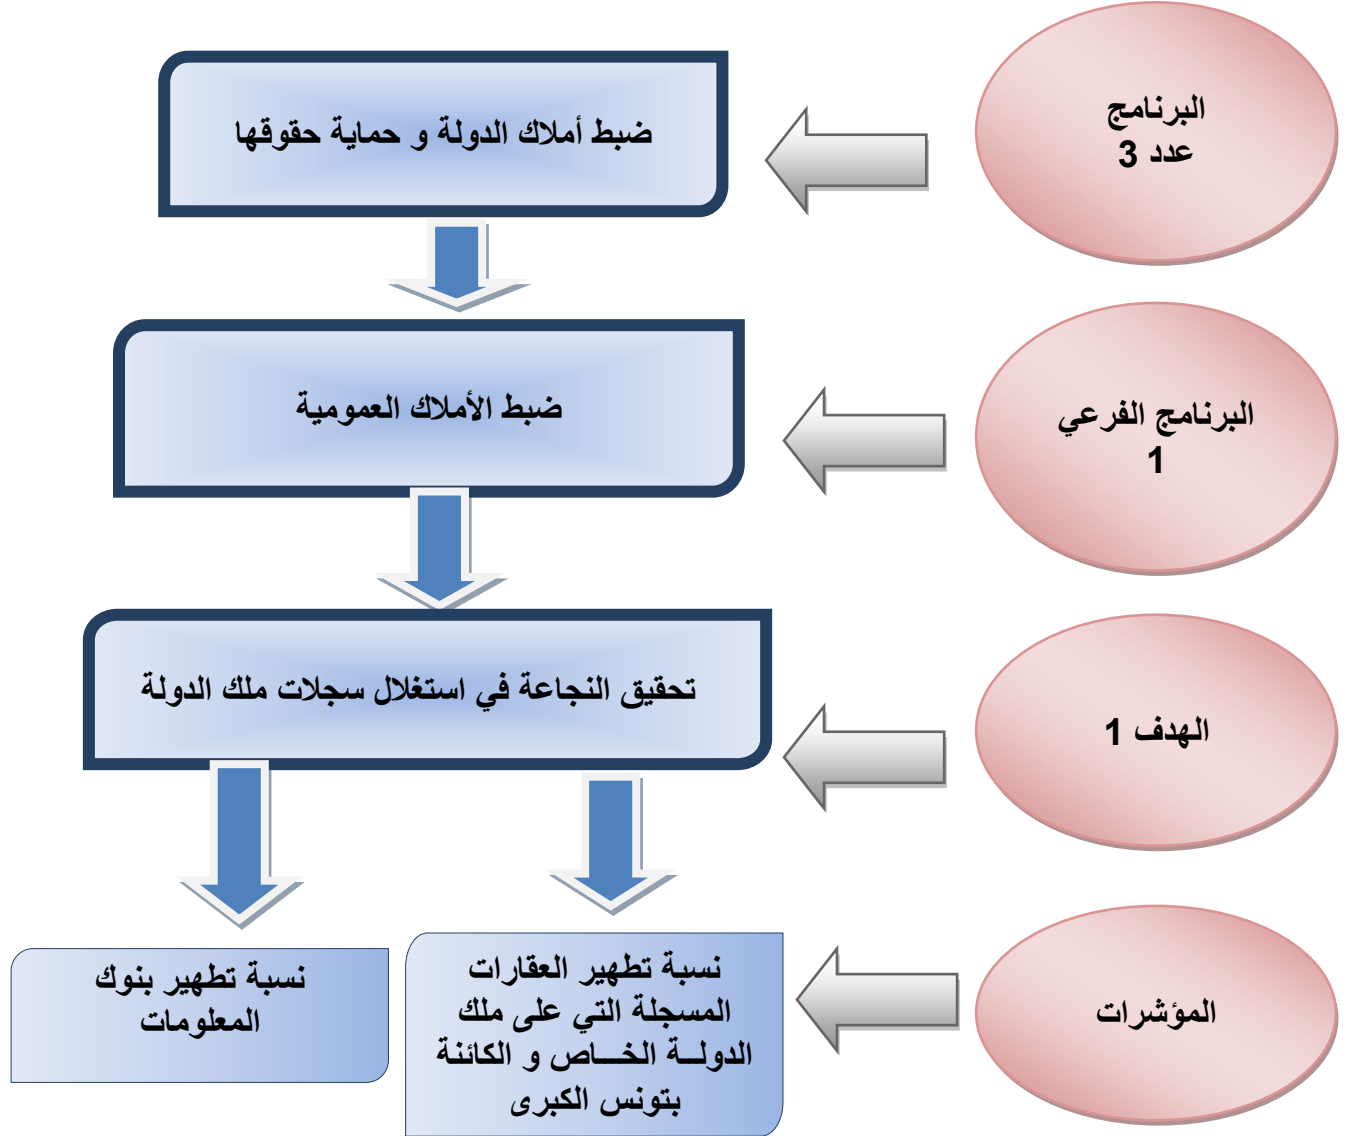 البرنامج
عدد 3
ضبط أملاك الدولة و حماية حقوقها
البرنامج الفرعي
1
ضبط الأملاك العمومية
الهدف 1
تحقيق النجاعة في استغلال سجلات ملك الدولة
المؤشرات
نسبة تطهير العقارات
المسجلة التي على ملك
الدولــة الخـــاص و الكائنة
بتونس الكبرى
نسبة تطهير بنوك
المعلومات